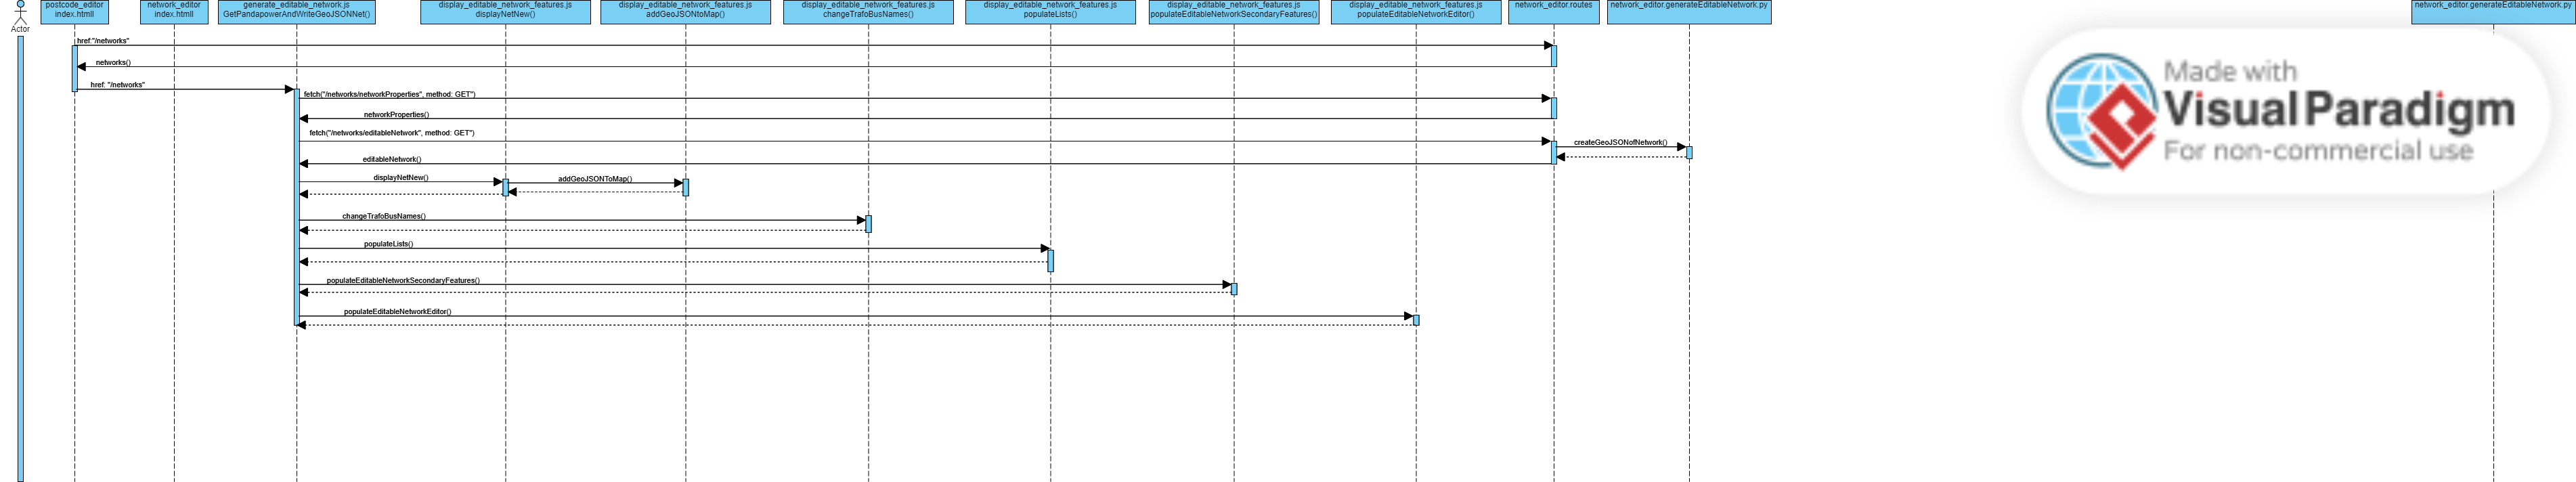 Actor
postcode_editor
index.htmll
network_editor
index.htmll
generate_editable_network.js
GetPandapowerAndWriteGeoJSONNet()
display_editable_network_features.js
displayNetNew()
display_editable_network_features.js
addGeoJSONtoMap()
display_editable_network_features.js
changeTrafoBusNames()
display_editable_network_features.js
populateLists()
display_editable_network_features.js
populateEditableNetworkSecondaryFeatures()
display_editable_network_features.js
populateEditableNetworkEditor()
network_editor.routes
network_editor.generateEditableNetwork.py
network_editor.generateEditableNetwork.py
href:"/networks"
networks()
href: "/networks"
fetch("/networks/networkProperties", method: GET")
networkProperties()
fetch("/networks/editableNetwork", method: GET")
createGeoJSONofNetwork()
editableNetwork()
displayNetNew()
addGeoJSONToMap()
changeTrafoBusNames()
populateLists()
populateEditableNetworkSecondaryFeatures()
populateEditableNetworkEditor()
Made with
Visual Paradigm
For non-commercial use